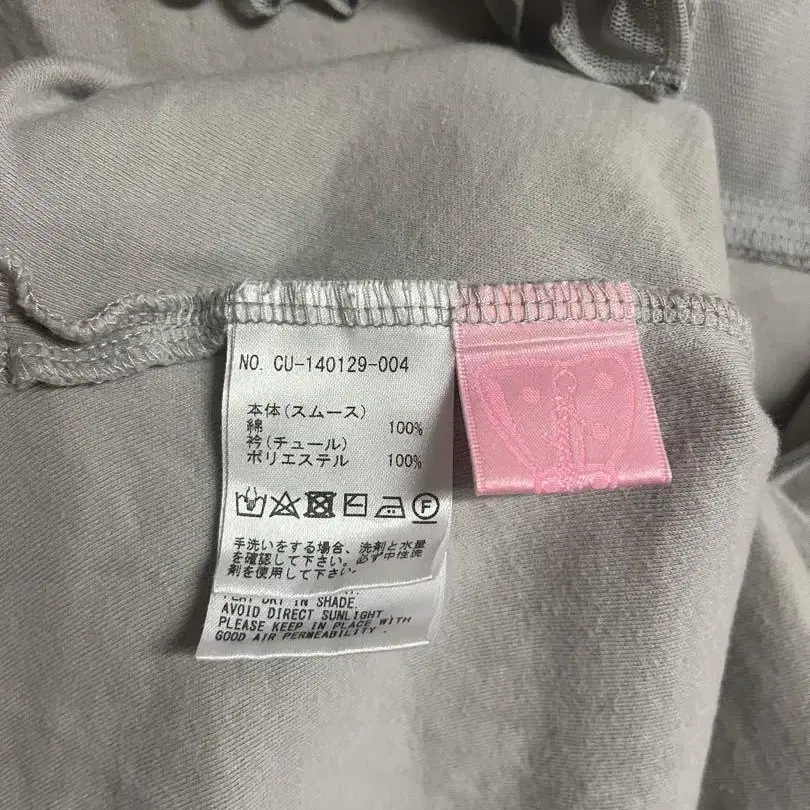 NO. CU-140129-004
本体(スムース)
綿 100%
衿(チュール)
ポリエステル 100%
F
手洗いをする場合、洗剤と水量
を確認して下さい。必ず中性洗
剤を使用して下さい
DRY IN SHADE.
AVOID DIRECT SUNLIGHT
PLEASE KEEP IN PLACE WITH
GOOD AIR PERMEABILITY.